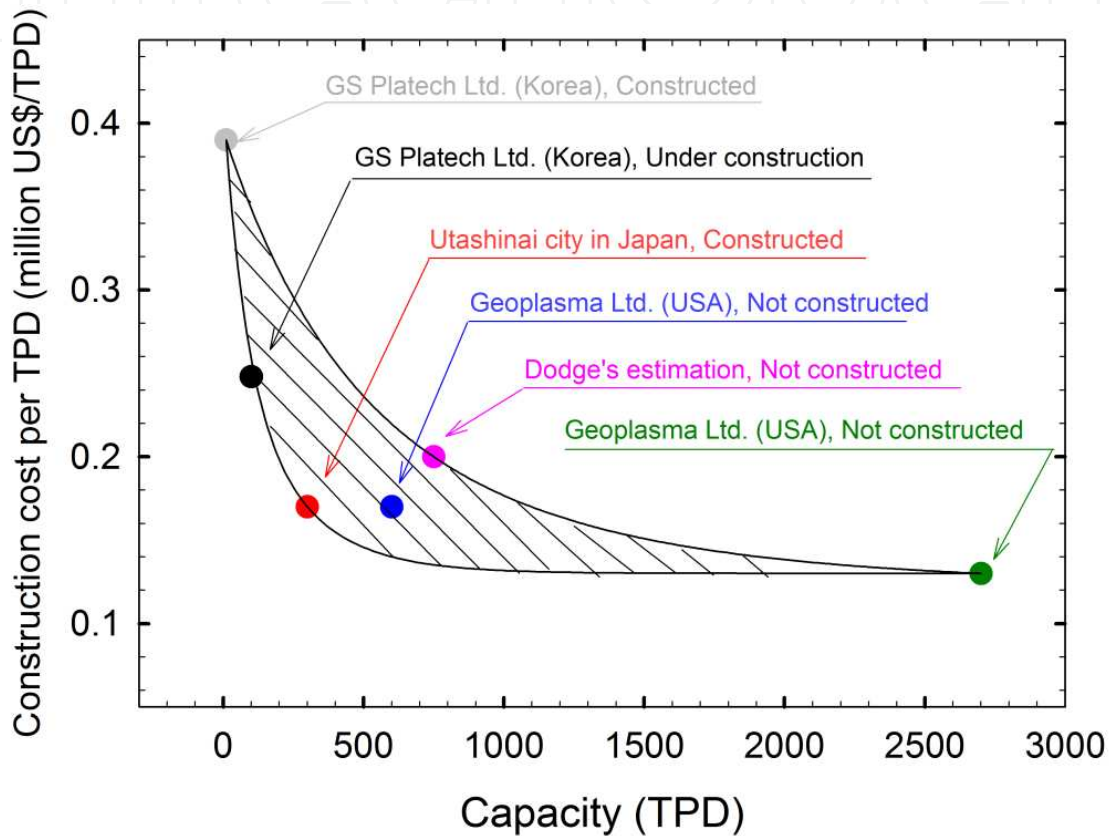 Construction cost per TPD (million US$/TPD)
0.4
0.3
0.2
0.1
GS Platech Ltd. (Korea), Constructed
GS Platech Ltd. (Korea), Under construction
Utashinai city in Japan, Constructed
Geoplasma Ltd. (USA), Not constructed
Dodge's estimation, Not constructed
Geoplasma Ltd. (USA), Not constructed
0 500 1000 1500 2000 2500 3000
Capacity (TPD)